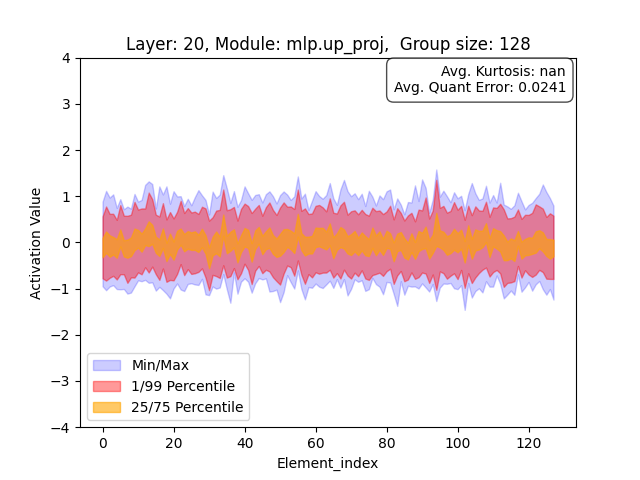 Layer: 20, Module: mlp.up_proj,  Group size: 128
Avg. Kurtosis: nan
Avg. Quant Error: 0.0241
Activation Value
4
3
2
1
0
−1
−2
−3
−4
Min/Max
1/99 Percentile
25/75 Percentile
0
20
40
60
80
100
120
Element_index